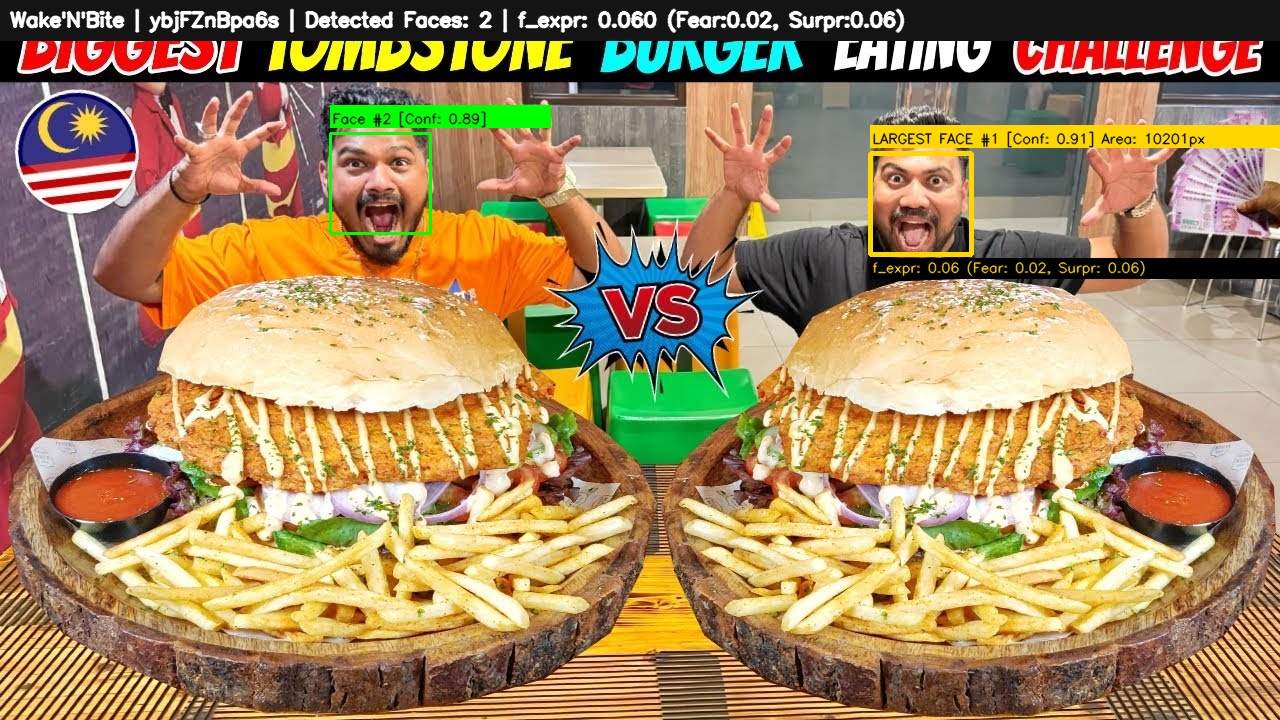 Wake'N'Bite | ybjFZnBpa6s | Detected Faces: 2 | f_expr: 0.060 (Fear:0.02, Surpr:0.06)
BIGGEST TOMBSTONE BURGER EATING CHALLENGE
Face #2 [Conf: 0.89]
LARGEST FACE #1 [Conf: 0.91] Area: 10201px
f_expr: 0.06 (Fear: 0.02, Surpr: 0.06)
VS